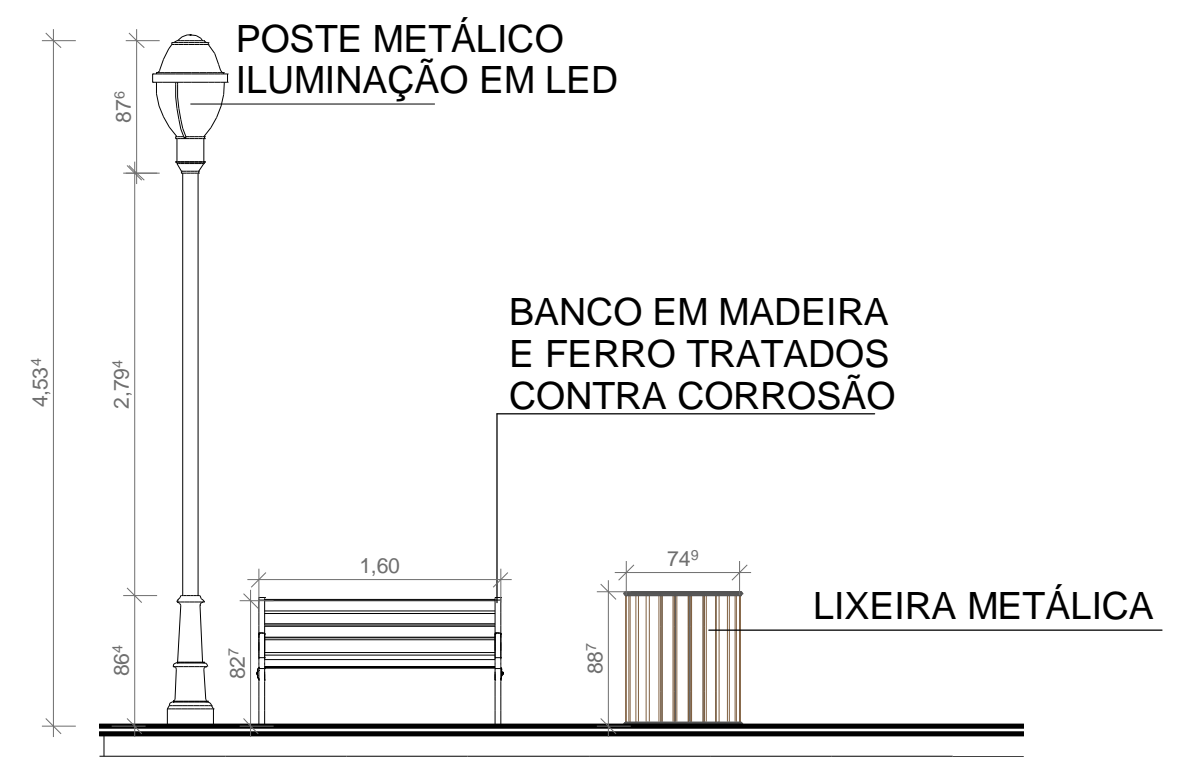 POSTE METÁLICO
ILUMINAÇÃO EM LED
87⁶
4,53⁴
2,79⁴
BANCO EM MADEIRA
E FERRO TRATADOS
CONTRA CORROSÃO
1,60
74⁹
LIXEIRA METÁLICA
86⁴
82⁷
88⁷